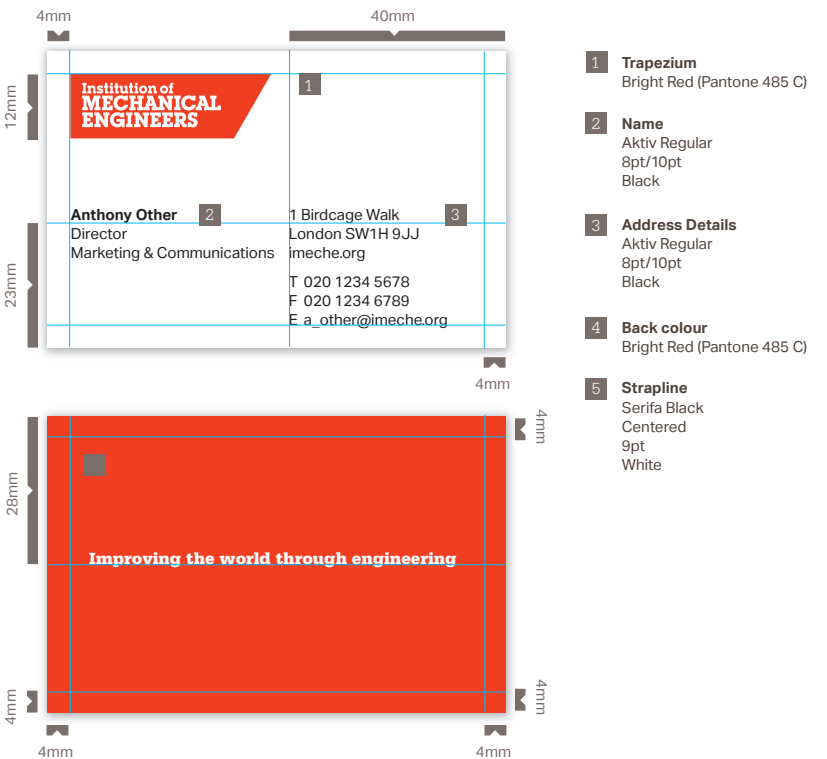 4mm
40mm
12mm
Institution of
MECHANICAL
ENGINEERS
1
Anthony Other
2
Director
Marketing & Communications
1 Birdcage Walk
3
London SW1H 9JJ
imeche.org
T 020 1234 5678
F 020 1234 6789
E a_other@imeche.org
23mm
4mm
1
Trapezium
Bright Red (Pantone 485 C)
2
Name
Aktiv Regular
8pt/10pt
Black
3
Address Details
Aktiv Regular
8pt/10pt
Black
4
Back colour
Bright Red (Pantone 485 C)
5
Strapline
Serifa Black
Centered
9pt
White
4mm
28mm
Improving the world through engineering
4mm
4mm
4mm
4mm